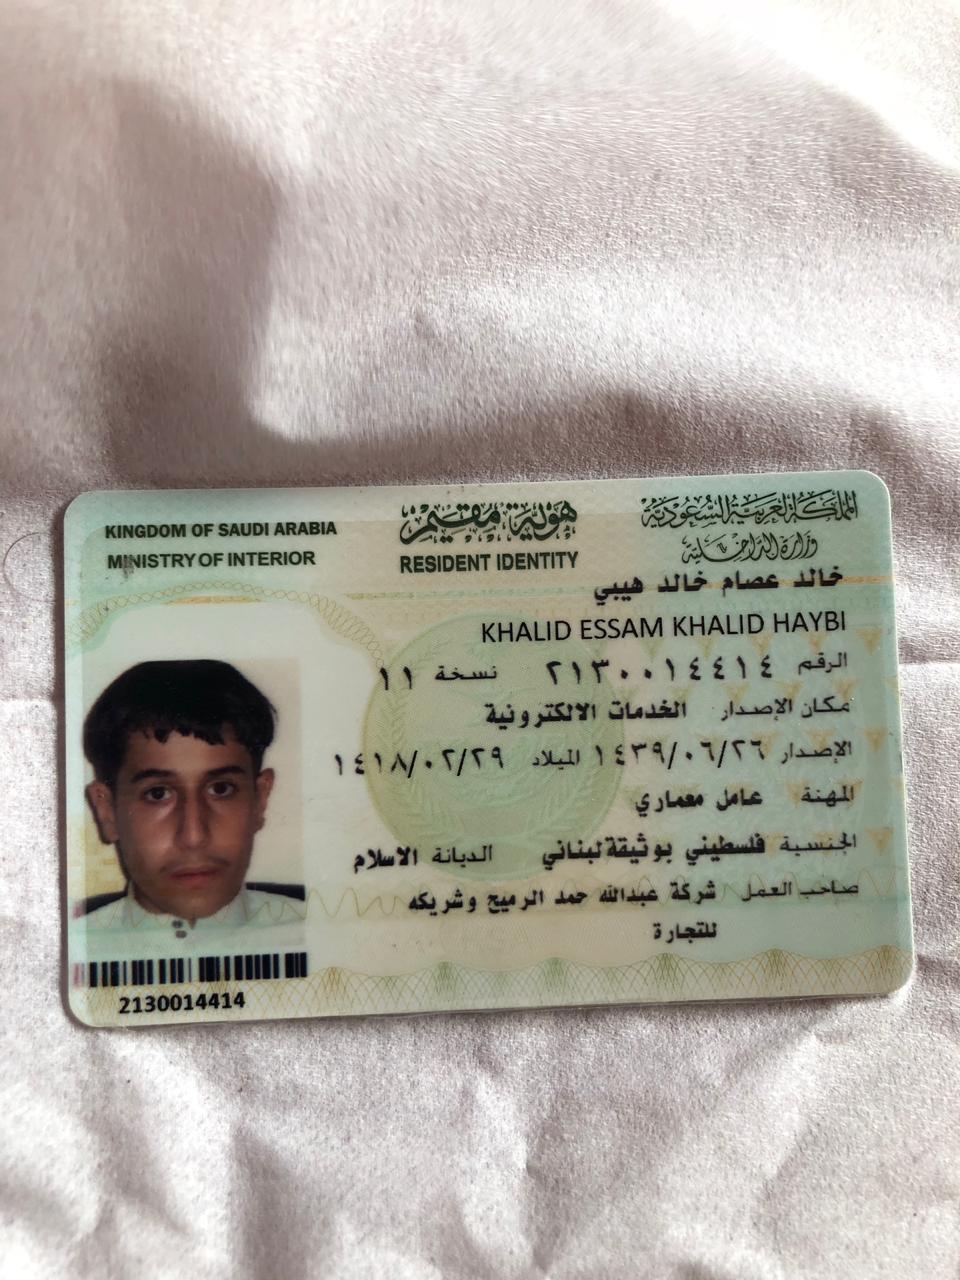 KINGDOM OF SAUDI ARABIA
MINISTRY OF INTERIOR
هوية مقيم
RESIDENT IDENTITY
المملكة العربية السعودية
وزارة الداخلية
خالد عصام خالد هيبي
KHALID ESSAM KHALID HAYBI
الرقم ٢١٣٠٠١٤٤١٤ نسخة ١١
مكان الإصدار الخدمات الالكترونية
الإصدار ١٤٣٩/٠٦/٢٦ الميلاد ١٤١٨/٠٢/٢٩
المهنة عامل معماري
الجنسية فلسطيني بوثيقة لبناني الديانة الاسلام
صاحب العمل شركة عبدالله حمد الرميح وشريكه
للتجارة
2130014414